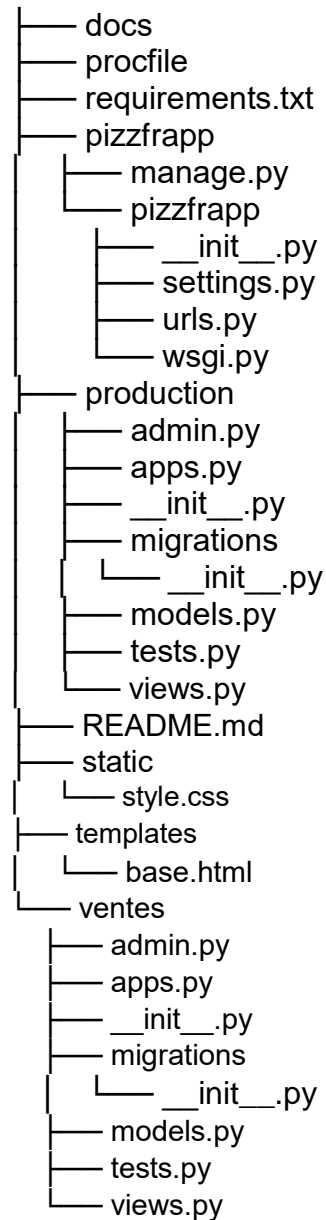 ├── docs
├── procfile
├── requirements.txt
├── pizzfrapp
│   ├── manage.py
│   └── pizzfrapp
│       ├── __init__.py
│       ├── settings.py
│       ├── urls.py
│       └── wsgi.py
├── production
│   ├── admin.py
│   ├── apps.py
│   ├── __init__.py
│   ├── migrations
│   │   └── __init__.py
│   ├── models.py
│   ├── tests.py
│   └── views.py
├── README.md
├── static
│   └── style.css
├── templates
│   └── base.html
└── ventes
    ├── admin.py
    ├── apps.py
    ├── __init__.py
    ├── migrations
    │   └── __init__.py
    ├── models.py
    ├── tests.py
    └── views.py